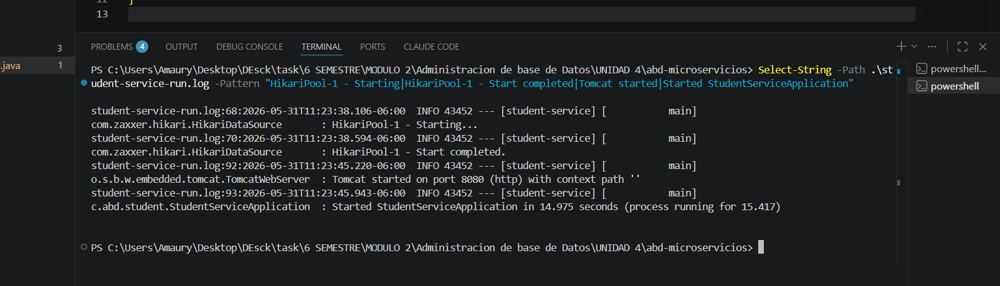 12 }
13
3
.java 1
PROBLEMS 4 OUTPUT DEBUG CONSOLE TERMINAL PORTS CLAUDE CODE
PS C:\Users\Amaury\Desktop\DEsck\task\6 SEMESTRE\MODULO 2\Administracion de base de Datos\UNIDAD 4\abd-microservicios> Select-String -Path .\st
udent-service-run.log -Pattern "HikariPool-1 - Starting|HikariPool-1 - Start completed|Tomcat started|Started StudentServiceApplication"
student-service-run.log:68:2026-05-31T11:23:38.106-06:00  INFO 43452 --- [student-service] [           main]
com.zaxxer.hikari.HikariDataSource       : HikariPool-1 - Starting...
student-service-run.log:70:2026-05-31T11:23:38.594-06:00  INFO 43452 --- [student-service] [           main]
com.zaxxer.hikari.HikariDataSource       : HikariPool-1 - Start completed.
student-service-run.log:92:2026-05-31T11:23:45.220-06:00  INFO 43452 --- [student-service] [           main]
o.s.b.w.embedded.tomcat.TomcatWebServer  : Tomcat started on port 8080 (http) with context path ''
student-service-run.log:93:2026-05-31T11:23:45.943-06:00  INFO 43452 --- [student-service] [           main]
c.abd.student.StudentServiceApplication  : Started StudentServiceApplication in 14.975 seconds (process running for 15.417)
PS C:\Users\Amaury\Desktop\DEsck\task\6 SEMESTRE\MODULO 2\Administracion de base de Datos\UNIDAD 4\abd-microservicios>
powershell...
powershell